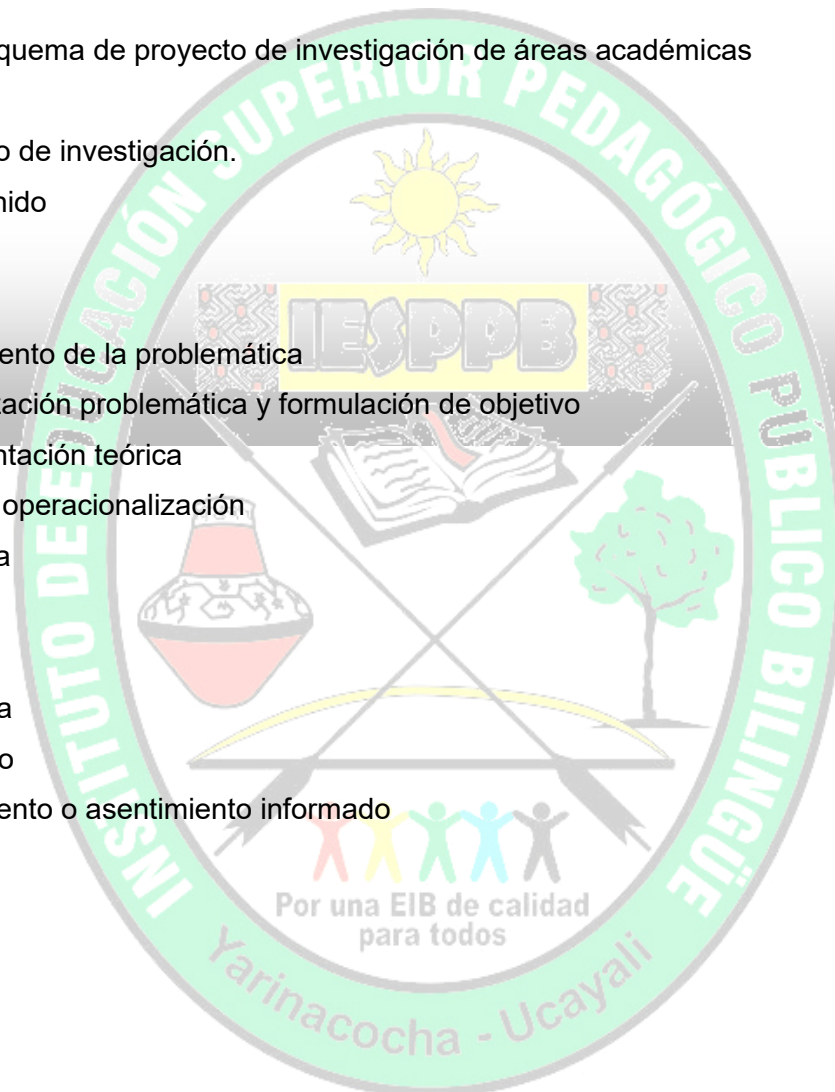 quema de proyecto de investigación de áreas académicas
o de investigación.
nido
ento de la problemática
tación problemática y formulación de objetivo
ntación teórica
operacionalización
a
a
o
ento o asentimiento informado
INSTITUTO DE EDUCACIÓN SUPERIOR PEDAGÓGICO PÚBLICO BILINGÜE
IESPPB
Por una EIB de calidad
para todos
Yarinacocha - Ucayali